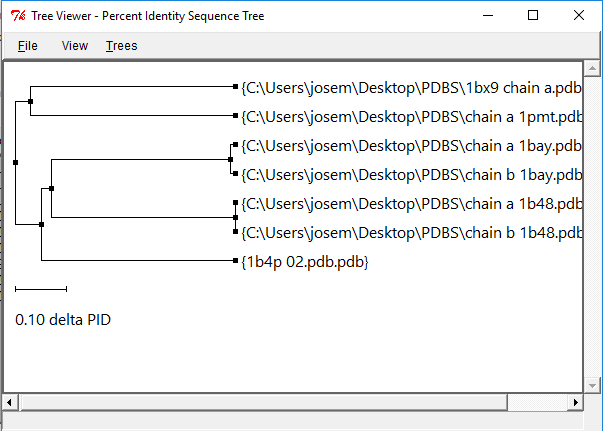 Tree Viewer - Percent Identity Sequence Tree
File View Trees
{C:\Users\josem\Desktop\PDBS\1bx9 chain a.pdb
{C:\Users\josem\Desktop\PDBS\chain a 1pmt.pdb
{C:\Users\josem\Desktop\PDBS\chain a 1bay.pdb
{C:\Users\josem\Desktop\PDBS\chain b 1bay.pdb
{C:\Users\josem\Desktop\PDBS\chain a 1b48.pdb
{C:\Users\josem\Desktop\PDBS\chain b 1b48.pdb
{1b4p 02.pdb.pdb}
0.10 delta PID